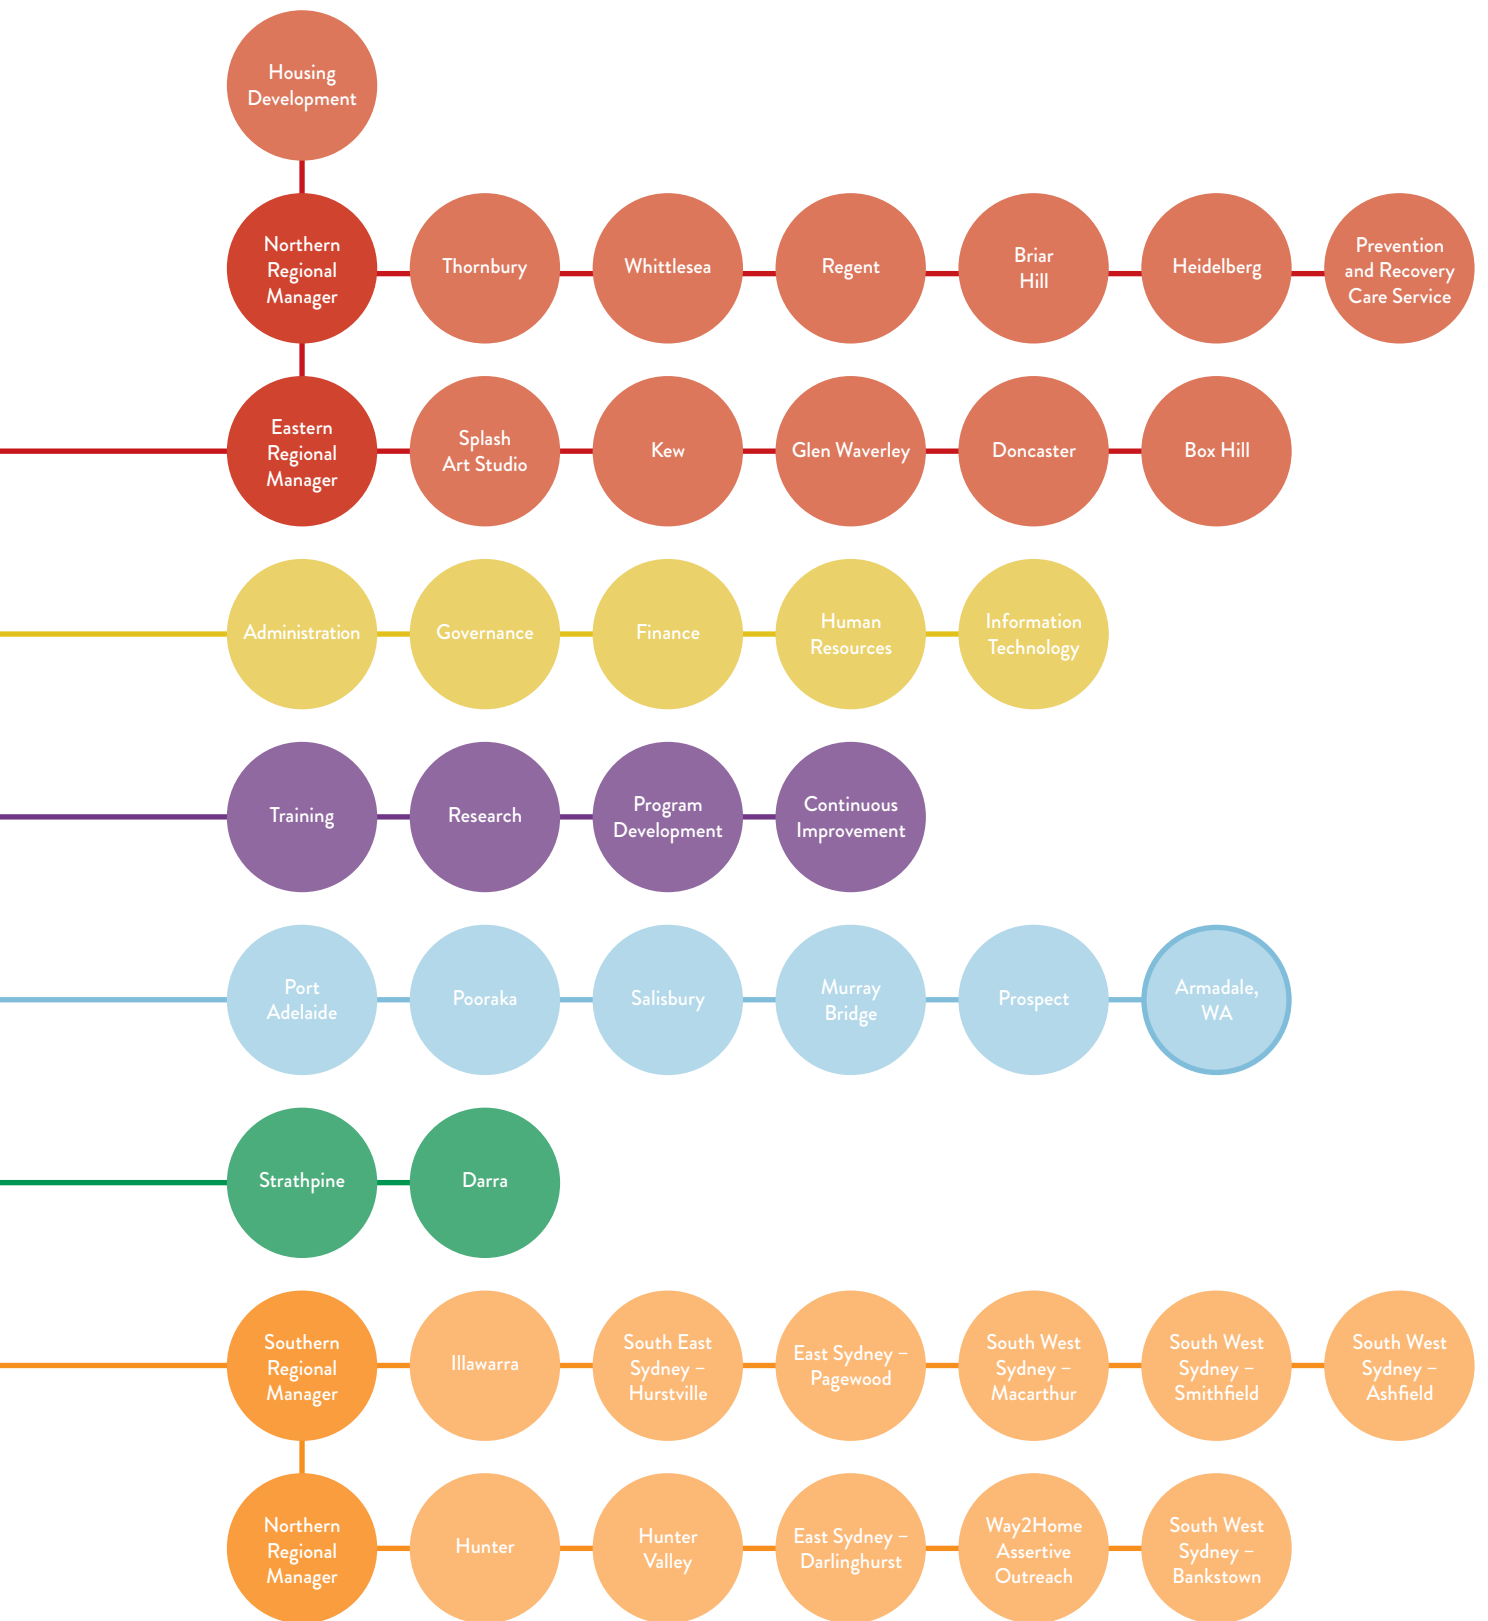 Housing
Development
Northern
Regional
Manager
Thornbury
Whittlesea
Regent
Briar
Hill
Heidelberg
Prevention
and Recovery
Care Service
Eastern
Regional
Manager
Splash
Art Studio
Kew
Glen Waverley
Doncaster
Box Hill
Administration
Governance
Finance
Human
Resources
Information
Technology
Training
Research
Program
Development
Continuous
Improvement
Port
Adelaide
Pooraka
Salisbury
Murray
Bridge
Prospect
Armadale,
WA
Strathpine
Darra
Southern
Regional
Manager
Illawarra
South East
Sydney –
Hurstville
East Sydney –
Pagewood
South West
Sydney –
Macarthur
South West
Sydney –
Smithfield
South West
Sydney –
Ashfield
Northern
Regional
Manager
Hunter
Hunter
Valley
East Sydney –
Darlinghurst
Way2Home
Assertive
Outreach
South West
Sydney –
Bankstown